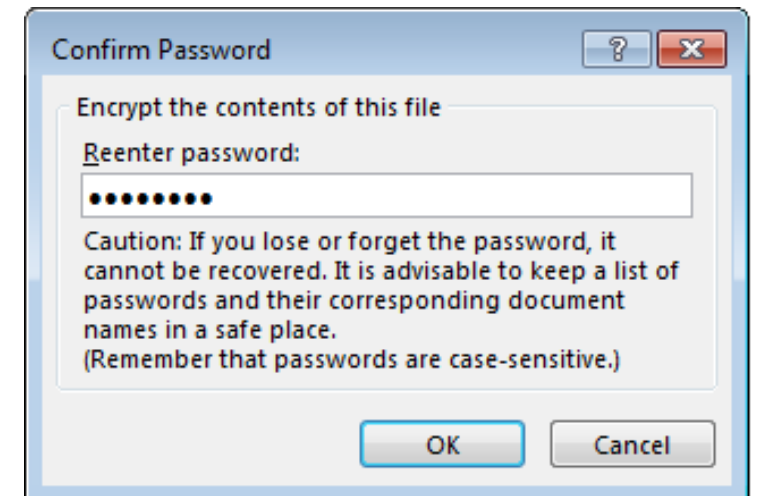 Confirm Password
?
Encrypt the contents of this file
Reenter password:
••••••••
Caution: If you lose or forget the password, it
cannot be recovered. It is advisable to keep a list of
passwords and their corresponding document
names in a safe place.
(Remember that passwords are case-sensitive.)
OK Cancel